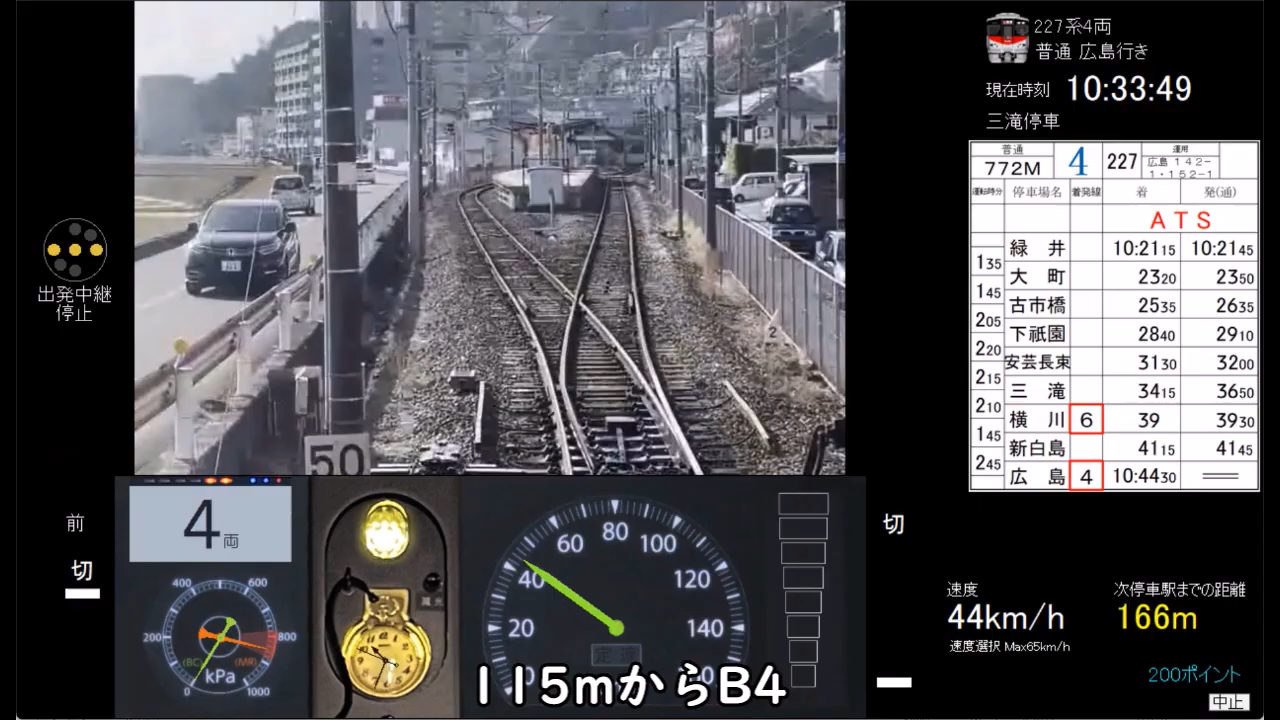 227系4両
普通 広島行き
現在時刻 10:33:49
三滝停車
普通
772M
4
227
運用
広島 142-
1・152-1
運転時分 停車場名 着発線 着 発(通)
ATS
緑 井 10:21 15 10:21 45
1 35
大 町 23 20 23 50
1 45
古市橋 25 35 26 35
2 05
下祇園 28 40 29 10
2 20
安芸長束 31 30 32 00
2 15
三 滝 34 15 36 50
2 10
横 川 6 39 39 30
1 45
新白島 41 15 41 45
2 45
広 島 4 10:44 30
出発中継
停止
50
2
前
切
4両
400 600
200 800
(BC) (MR)
kPa
0 1000
20 40 60 80 100 120 140
切
速度
44km/h
速度選択 Max65km/h
次停車駅までの距離
166m
200ポイント
中止
115mからB4